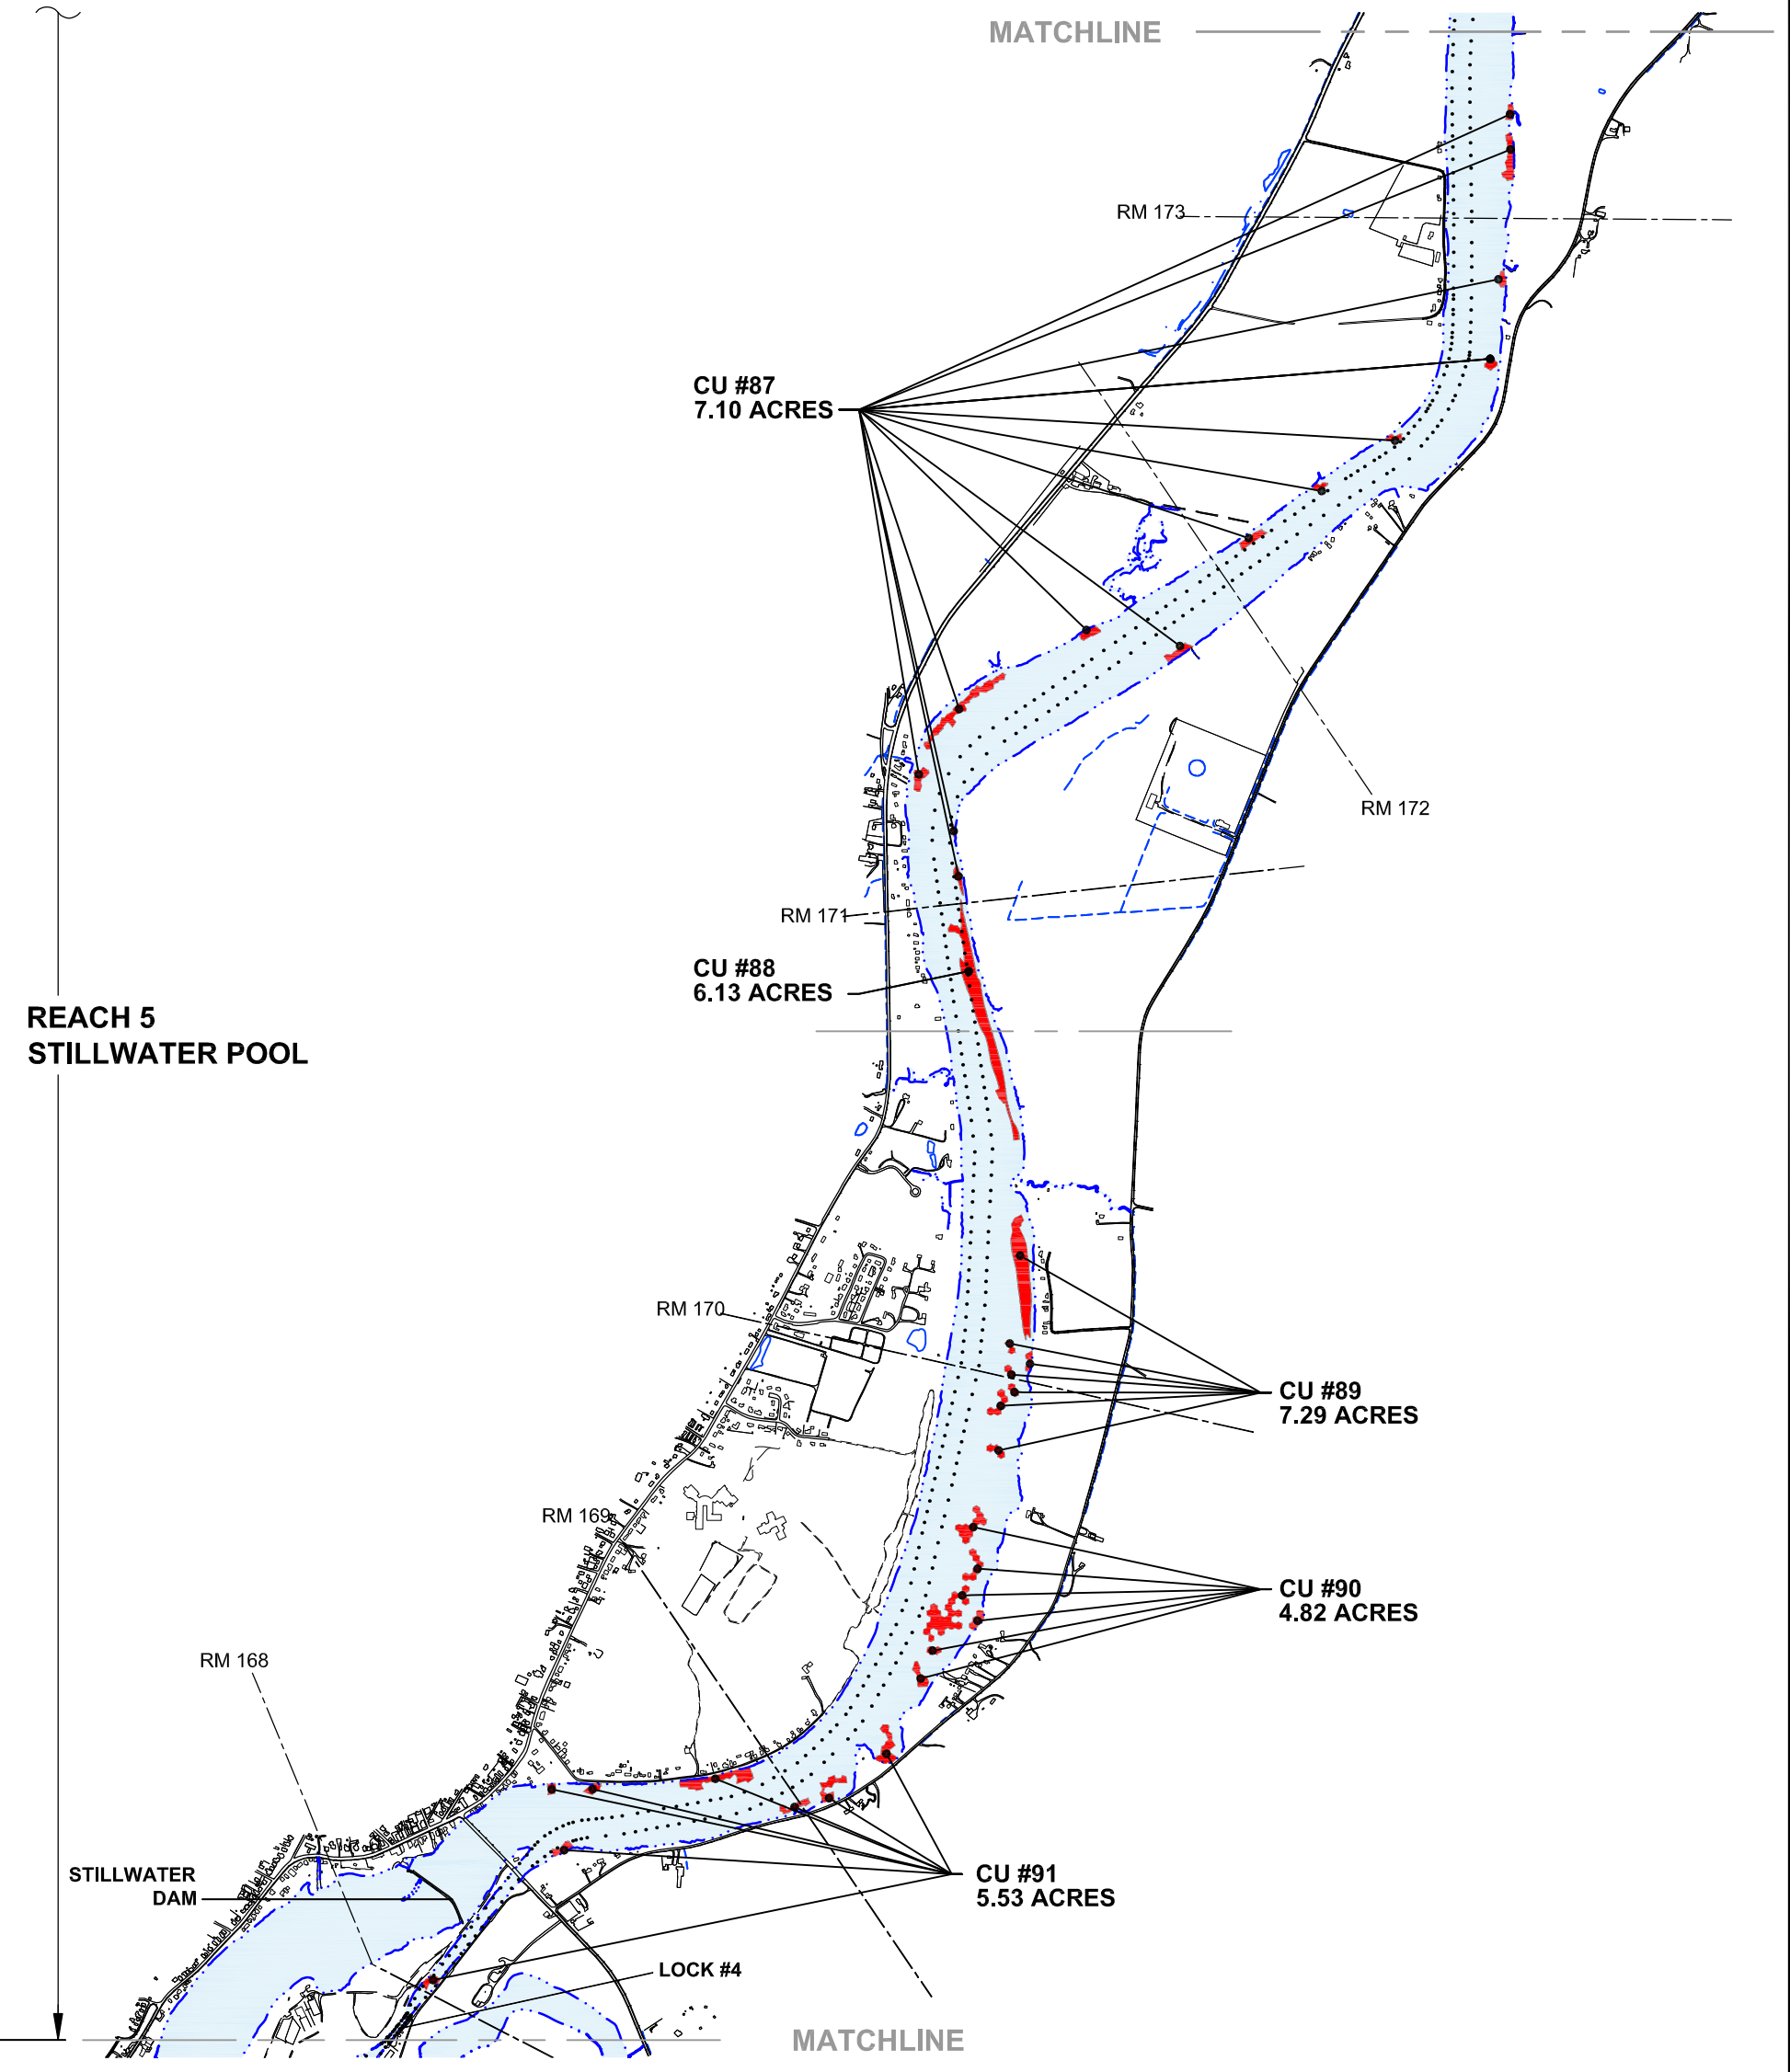 MATCHLINE
RM 173
CU #87
7.10 ACRES
RM 172
RM 171
CU #88
6.13 ACRES
REACH 5
STILLWATER POOL
RM 170
CU #89
7.29 ACRES
RM 169
CU #90
4.82 ACRES
RM 168
STILLWATER
DAM
CU #91
5.53 ACRES
LOCK #4
MATCHLINE